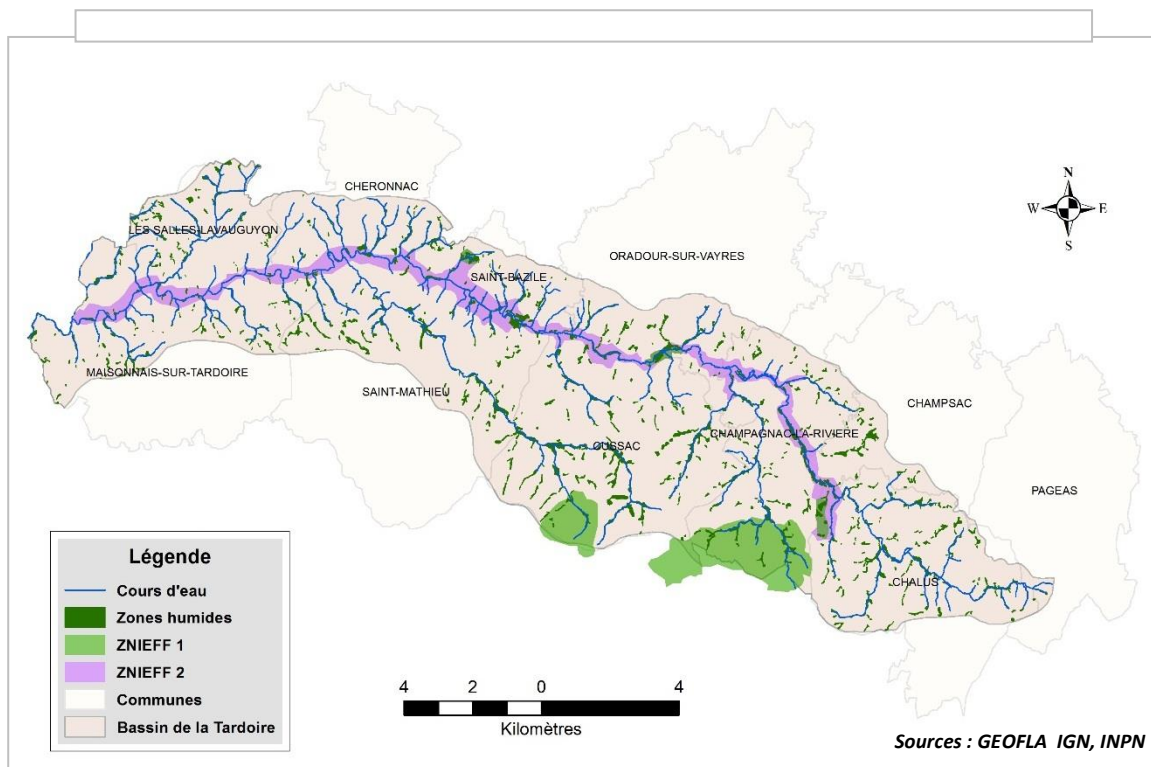 N
W E
S
CHERONNAC
LES SALLES-LAVAUGUYON
ORADOUR-SUR-VAYRES
SAINT-BAZILE
MAISONNAIS-SUR-TARDOIRE
SAINT-MATHIEU
CHAMPSAC
CHAMPAGNAC-LA-RIVIERE
CUSSAC
PAGEAS
CHALUS
Légende
Cours d'eau
Zones humides
ZNIEFF 1
ZNIEFF 2
Communes
Bassin de la Tardoire
4 2 0 4
Kilomètres
Sources : GEOFLA IGN, INPN